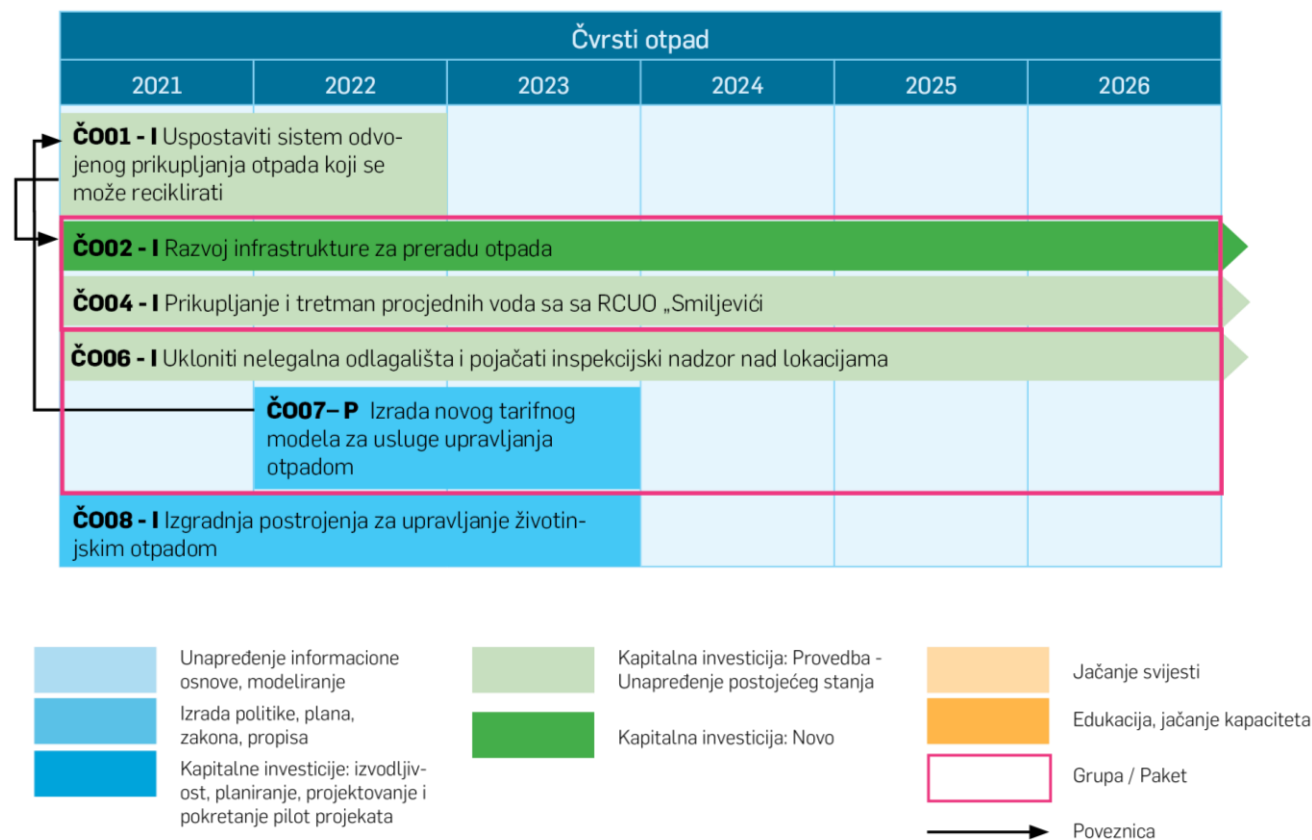 Čvrsti otpad
2021 2022 2023 2024 2025 2026
ČO01 - I Uspostaviti sistem odvo-
jenog prikupljanja otpada koji se
može reciklirati
ČO02 - I Razvoj infrastrukture za preradu otpada
ČO04 - I Prikupljanje i tretman procjednih voda sa sa RCUO „Smiljevići
ČO06 - I Ukloniti nelegalna odlagališta i pojačati inspekcijski nadzor nad lokacijama
ČO07– P Izrada novog tarifnog
modela za usluge upravljanja
otpadom
ČO08 - I Izgradnja postrojenja za upravljanje životin-
jskim otpadom
Unapređenje informacione
osnove, modeliranje
Izrada politike, plana,
zakona, propisa
Kapitalne investicije: izvodljiv-
ost, planiranje, projektovanje i
pokretanje pilot projekata
Kapitalna investicija: Provedba -
Unapređenje postojećeg stanja
Kapitalna investicija: Novo
Jačanje svijesti
Edukacija, jačanje kapaciteta
Grupa / Paket
Poveznica